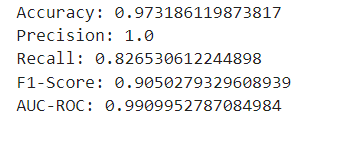 Accuracy: 0.973186119873817
Precision: 1.0
Recall: 0.826530612244898
F1-Score: 0.9050279329608939
AUC-ROC: 0.9909952787084984